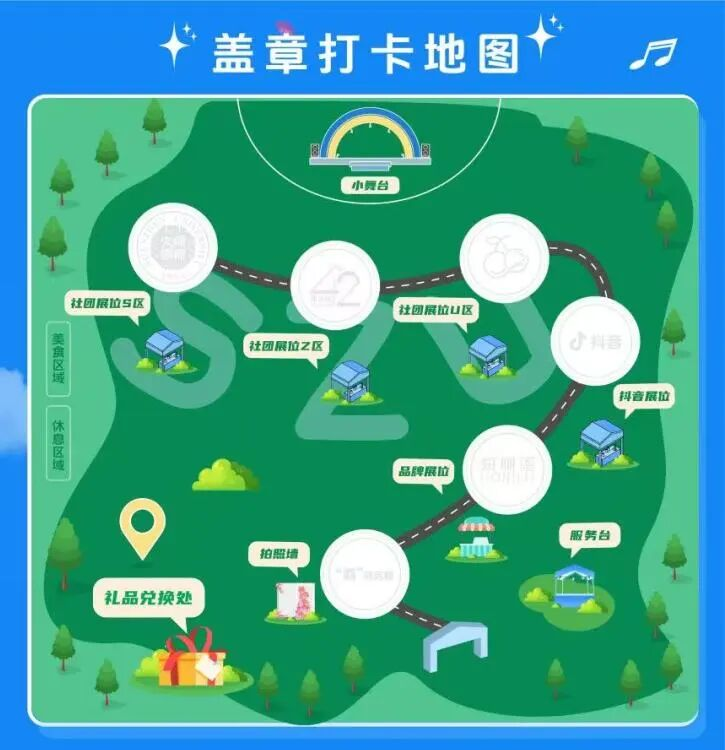 盖章打卡地图
小舞台
社团展位S区
社团展位Z区
社团展位U区
抖音
美食区域
抖音展位
休息区域
品牌展位
服务台
拍照墙
礼品兑换处
SZU